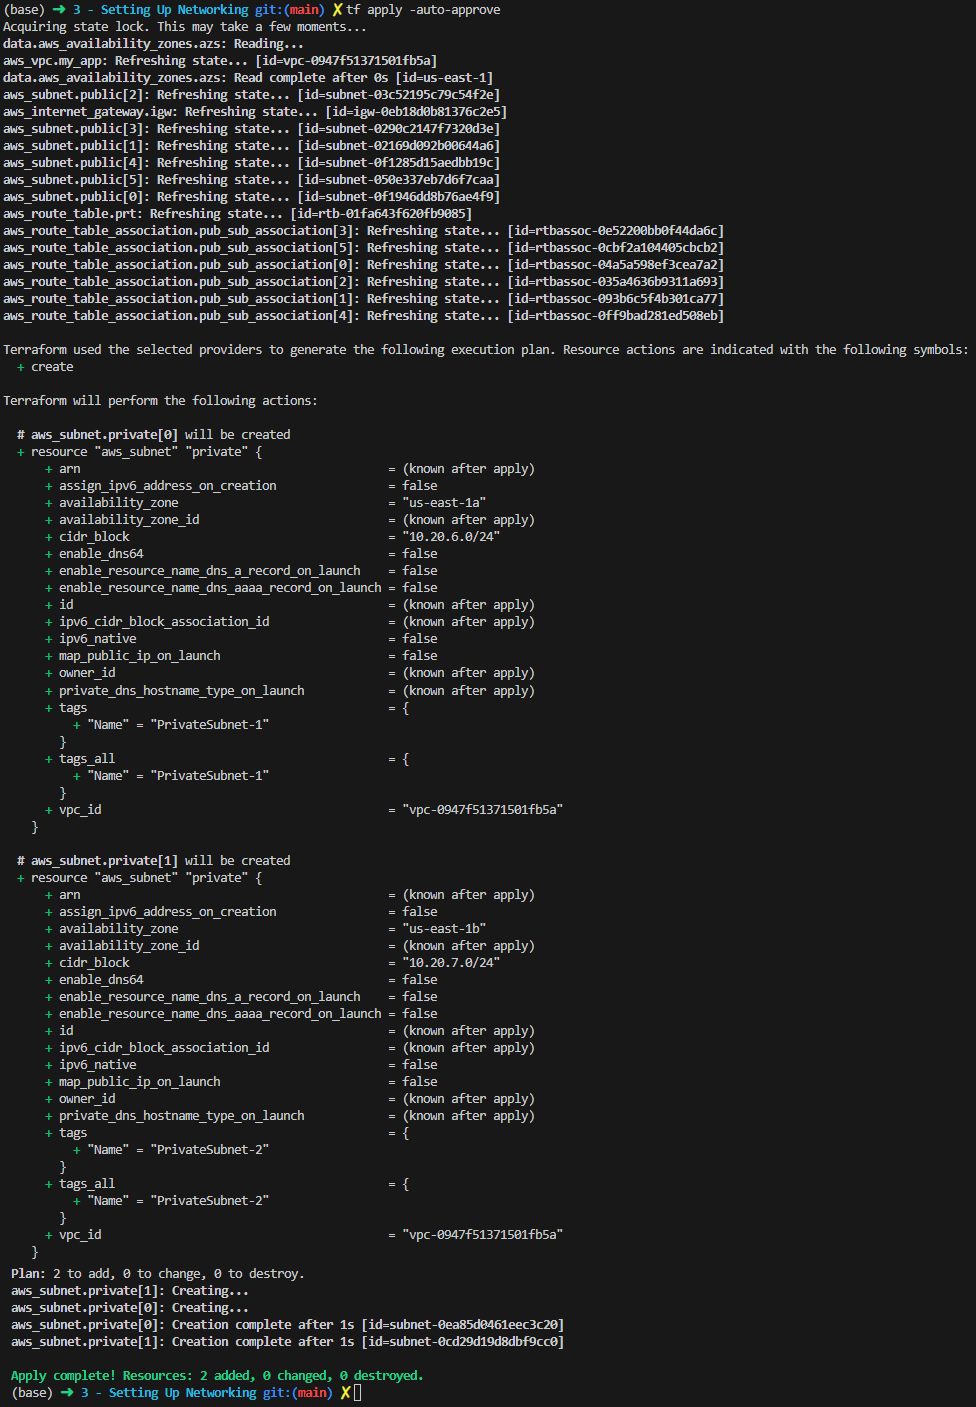 (base) ➜ 3 - Setting Up Networking git:(main) ✗ tf apply -auto-approve
Acquiring state lock. This may take a few moments...
data.aws_availability_zones.azs: Reading...
aws_vpc.my_app: Refreshing state... [id=vpc-0947f51371501fb5a]
data.aws_availability_zones.azs: Read complete after 0s [id=us-east-1]
aws_subnet.public[2]: Refreshing state... [id=subnet-03c52195c79c54f2e]
aws_internet_gateway.igw: Refreshing state... [id=igw-0eb18d0b81376c2e5]
aws_subnet.public[3]: Refreshing state... [id=subnet-0290c2147f7320d3e]
aws_subnet.public[1]: Refreshing state... [id=subnet-02169d092b00644a6]
aws_subnet.public[4]: Refreshing state... [id=subnet-0f1285d15aedbb19c]
aws_subnet.public[5]: Refreshing state... [id=subnet-050e337eb7d6f7caa]
aws_subnet.public[0]: Refreshing state... [id=subnet-0f1946dd8b76ae4f9]
aws_route_table.prt: Refreshing state... [id=rtb-01fa643f620fb9085]
aws_route_table_association.pub_sub_association[3]: Refreshing state... [id=rtbassoc-0e52200bb0f44da6c]
aws_route_table_association.pub_sub_association[5]: Refreshing state... [id=rtbassoc-0cbf2a104405cbcb2]
aws_route_table_association.pub_sub_association[0]: Refreshing state... [id=rtbassoc-04a5a598ef3cea7a2]
aws_route_table_association.pub_sub_association[2]: Refreshing state... [id=rtbassoc-035a4636b9311a693]
aws_route_table_association.pub_sub_association[1]: Refreshing state... [id=rtbassoc-093b6c5f4b301ca77]
aws_route_table_association.pub_sub_association[4]: Refreshing state... [id=rtbassoc-0ff9bad281ed508eb]
Terraform used the selected providers to generate the following execution plan. Resource actions are indicated with the following symbols:
+ create
Terraform will perform the following actions:
# aws_subnet.private[0] will be created
+ resource "aws_subnet" "private" {
+ arn = (known after apply)
+ assign_ipv6_address_on_creation = false
+ availability_zone = "us-east-1a"
+ availability_zone_id = (known after apply)
+ cidr_block = "10.20.6.0/24"
+ enable_dns64 = false
+ enable_resource_name_dns_a_record_on_launch = false
+ enable_resource_name_dns_aaaa_record_on_launch = false
+ id = (known after apply)
+ ipv6_cidr_block_association_id = (known after apply)
+ ipv6_native = false
+ map_public_ip_on_launch = false
+ owner_id = (known after apply)
+ private_dns_hostname_type_on_launch = (known after apply)
+ tags = {
+ "Name" = "PrivateSubnet-1"
}
+ tags_all = {
+ "Name" = "PrivateSubnet-1"
}
+ vpc_id = "vpc-0947f51371501fb5a"
}
# aws_subnet.private[1] will be created
+ resource "aws_subnet" "private" {
+ arn = (known after apply)
+ assign_ipv6_address_on_creation = false
+ availability_zone = "us-east-1b"
+ availability_zone_id = (known after apply)
+ cidr_block = "10.20.7.0/24"
+ enable_dns64 = false
+ enable_resource_name_dns_a_record_on_launch = false
+ enable_resource_name_dns_aaaa_record_on_launch = false
+ id = (known after apply)
+ ipv6_cidr_block_association_id = (known after apply)
+ ipv6_native = false
+ map_public_ip_on_launch = false
+ owner_id = (known after apply)
+ private_dns_hostname_type_on_launch = (known after apply)
+ tags = {
+ "Name" = "PrivateSubnet-2"
}
+ tags_all = {
+ "Name" = "PrivateSubnet-2"
}
+ vpc_id = "vpc-0947f51371501fb5a"
}
Plan: 2 to add, 0 to change, 0 to destroy.
aws_subnet.private[1]: Creating...
aws_subnet.private[0]: Creating...
aws_subnet.private[0]: Creation complete after 1s [id=subnet-0ea85d0461eec3c20]
aws_subnet.private[1]: Creation complete after 1s [id=subnet-0cd29d19d8dbf9cc0]
Apply complete! Resources: 2 added, 0 changed, 0 destroyed.
(base) ➜ 3 - Setting Up Networking git:(main) ✗